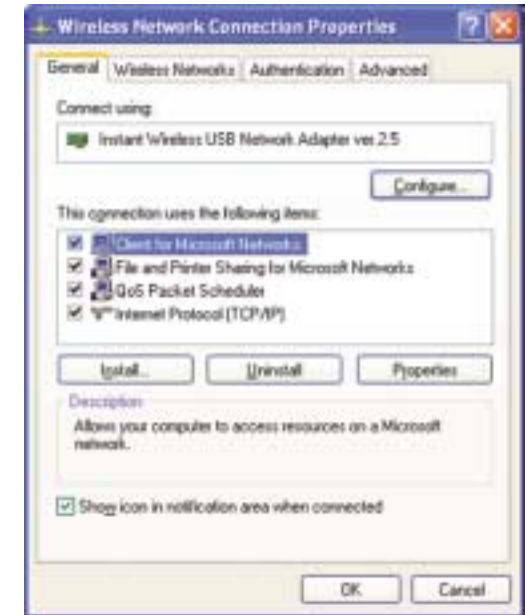 Wireless Network Connection Properties
General Wireless Networks Authentication Advanced
Connect using:
Instant Wireless USB Network Adapter ver.2.5
Configure...
This connection uses the following items:
Client for Microsoft Networks
File and Printer Sharing for Microsoft Networks
QoS Packet Scheduler
Internet Protocol (TCP/IP)
Install... Uninstall Properties
Description
Allows your computer to access resources on a Microsoft
network.
Show icon in notification area when connected
OK Cancel